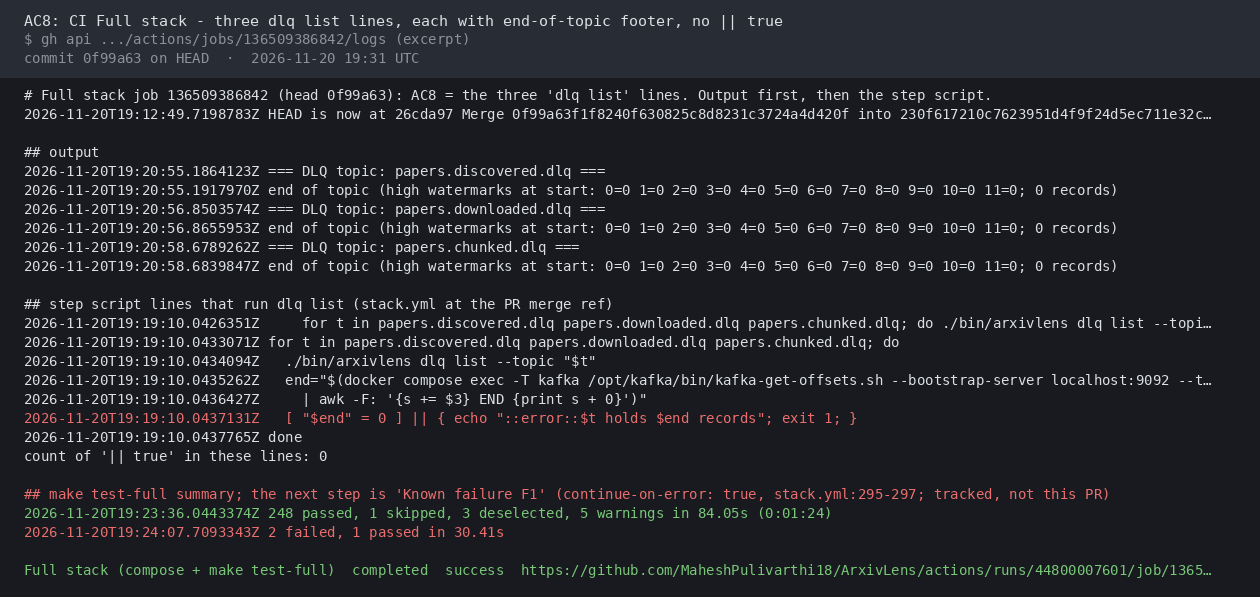 AC8: CI Full stack - three dlq list lines, each with end-of-topic footer, no || true
$ gh api .../actions/jobs/136509386842/logs (excerpt)
commit 0f99a63 on HEAD · 2026-11-20 19:31 UTC
# Full stack job 136509386842 (head 0f99a63): AC8 = the three 'dlq list' lines. Output first, then the step script.
2026-11-20T19:12:49.7198783Z HEAD is now at 26cda97 Merge 0f99a63f1f8240f630825c8d8231c3724a4d420f into 230f617210c7623951d4f9f24d5ec711e32c…
## output
2026-11-20T19:20:55.1864123Z === DLQ topic: papers.discovered.dlq ===
2026-11-20T19:20:55.1917970Z end of topic (high watermarks at start: 0=0 1=0 2=0 3=0 4=0 5=0 6=0 7=0 8=0 9=0 10=0 11=0; 0 records)
2026-11-20T19:20:56.8503574Z === DLQ topic: papers.downloaded.dlq ===
2026-11-20T19:20:56.8655953Z end of topic (high watermarks at start: 0=0 1=0 2=0 3=0 4=0 5=0 6=0 7=0 8=0 9=0 10=0 11=0; 0 records)
2026-11-20T19:20:58.6789262Z === DLQ topic: papers.chunked.dlq ===
2026-11-20T19:20:58.6839847Z end of topic (high watermarks at start: 0=0 1=0 2=0 3=0 4=0 5=0 6=0 7=0 8=0 9=0 10=0 11=0; 0 records)
## step script lines that run dlq list (stack.yml at the PR merge ref)
2026-11-20T19:19:10.0426351Z     for t in papers.discovered.dlq papers.downloaded.dlq papers.chunked.dlq; do ./bin/arxivlens dlq list --topi…
2026-11-20T19:19:10.0433071Z for t in papers.discovered.dlq papers.downloaded.dlq papers.chunked.dlq; do
2026-11-20T19:19:10.0434094Z   ./bin/arxivlens dlq list --topic "$t"
2026-11-20T19:19:10.0435262Z   end="$(docker compose exec -T kafka /opt/kafka/bin/kafka-get-offsets.sh --bootstrap-server localhost:9092 --t…
2026-11-20T19:19:10.0436427Z     | awk -F: '{s += $3} END {print s + 0}')"
2026-11-20T19:19:10.0437131Z   [ "$end" = 0 ] || { echo "::error::$t holds $end records"; exit 1; }
2026-11-20T19:19:10.0437765Z done
count of '|| true' in these lines: 0
## make test-full summary; the next step is 'Known failure F1' (continue-on-error: true, stack.yml:295-297; tracked, not this PR)
2026-11-20T19:23:36.0443374Z 248 passed, 1 skipped, 3 deselected, 5 warnings in 84.05s (0:01:24)
2026-11-20T19:24:07.7093343Z 2 failed, 1 passed in 30.41s
Full stack (compose + make test-full)  completed  success  https://github.com/MaheshPulivarthi18/ArxivLens/actions/runs/44800007601/job/1365…